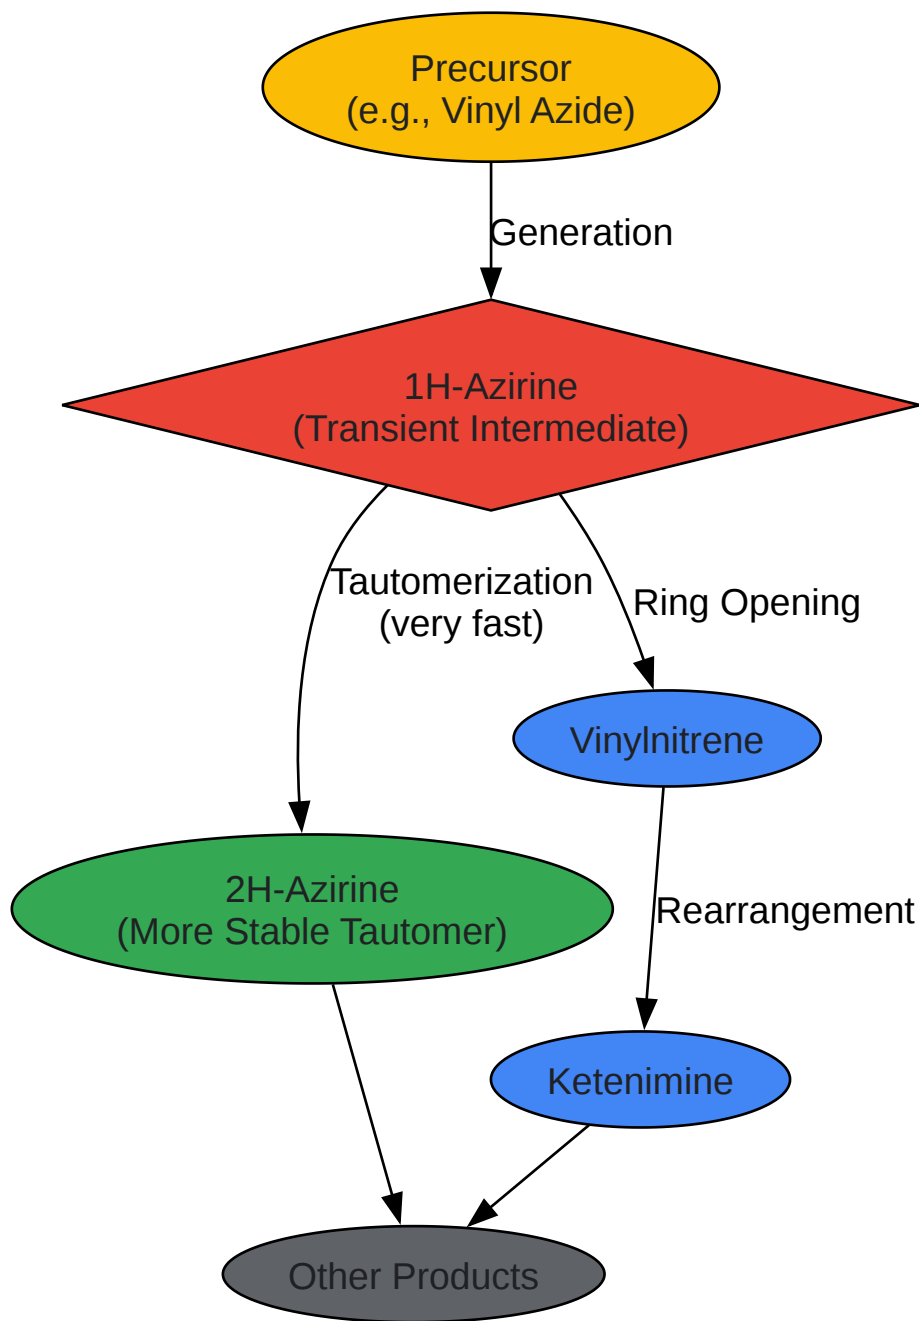 Precursor
(e.g., Vinyl Azide)
Generation
1H-Azirine
(Transient Intermediate)
Tautomerization
(very fast)
Ring Opening
Vinylnitrene
2H-Azirine
(More Stable Tautomer)
Rearrangement
Ketenimine
Other Products